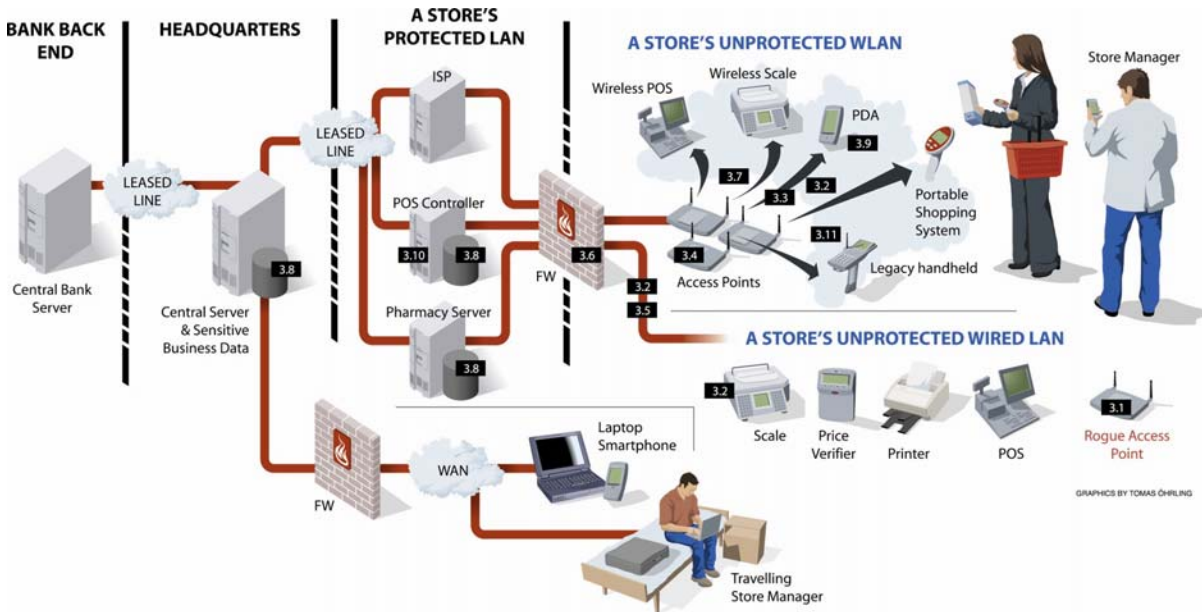 BANK BACK
END
HEADQUARTERS
A STORE'S
PROTECTED LAN
A STORE'S UNPROTECTED WLAN
Store Manager
ISP
Wireless POS
Wireless Scale
PDA
3.9
LEASED
LINE
LEASED
LINE
3.7
3.2
3.3
POS Controller
3.10
3.8
FW
3.6
3.4
Access Points
3.11
Legacy handheld
Portable
Shopping
System
Central Bank
Server
3.8
Central Server
& Sensitive
Business Data
3.2
3.5
Pharmacy Server
3.8
A STORE'S UNPROTECTED WIRED LAN
3.2
Scale
Price
Verifier
Printer
POS
3.1
Rogue Access
Point
FW
WAN
Laptop
Smartphone
Travelling
Store Manager
GRAPHICS BY TOMAS ÖHRLING